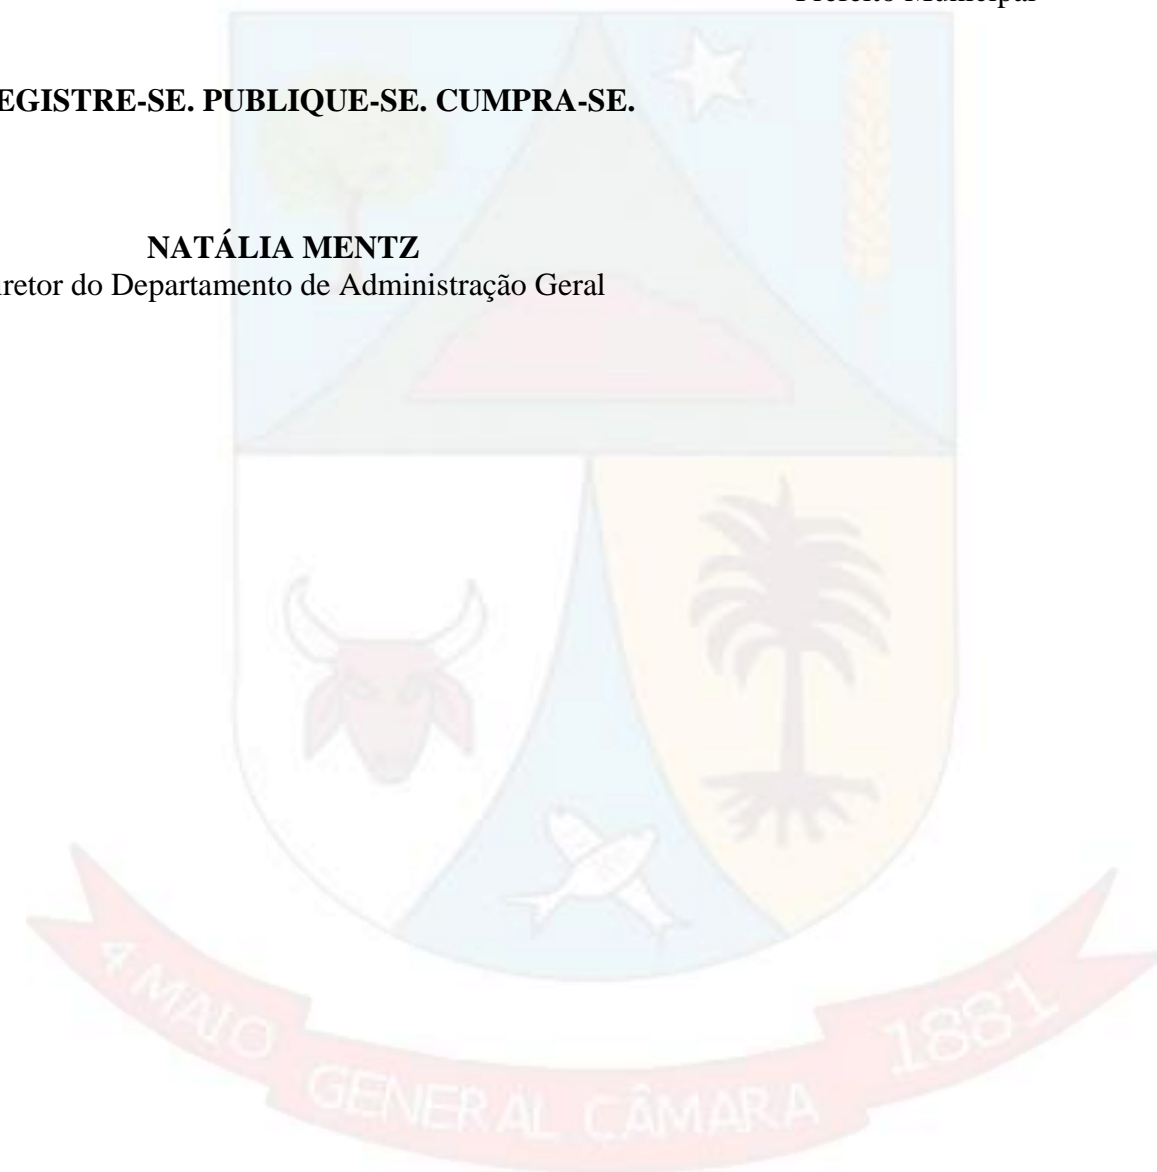 Prefeito Municipal
EGISTRE-SE. PUBLIQUE-SE. CUMPRA-SE.
NATÁLIA MENTZ
iretor do Departamento de Administração Geral
4 MAIO
GENERAL CÂMARA
1881